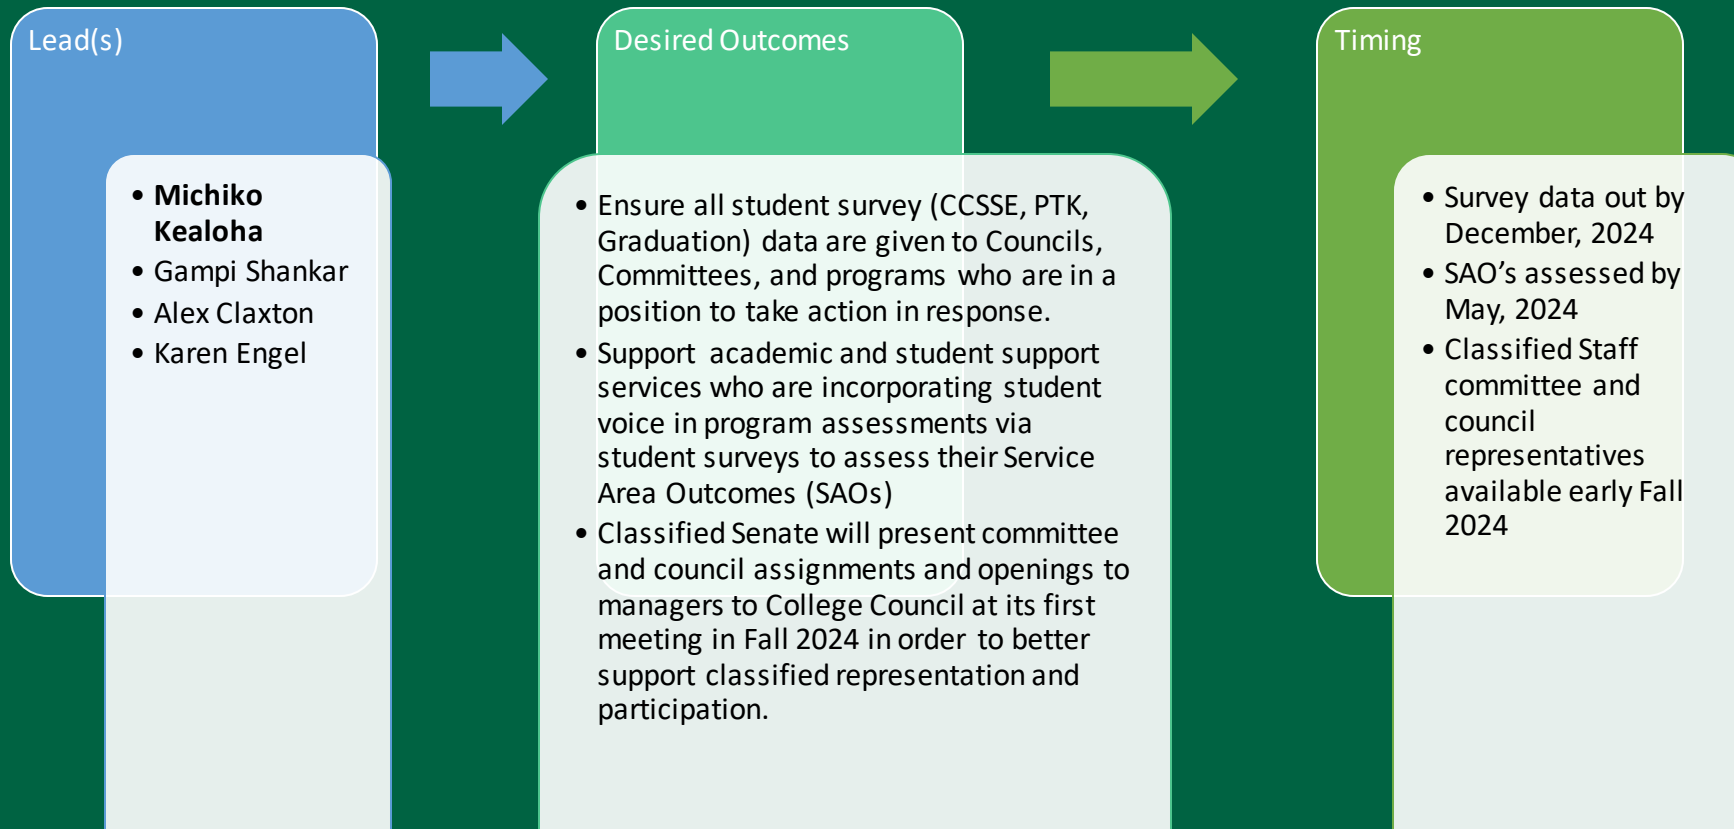 Lead(s)
• Michiko
Kealoha
• Gampi Shankar
• Alex Claxton
• Karen Engel
Desired Outcomes
• Ensure all student survey (CCSSE, PTK,
Graduation) data are given to Councils,
Committees, and programs who are in a
position to take action in response.
• Support academic and student support
services who are incorporating student
voice in program assessments via
student surveys to assess their Service
Area Outcomes (SAOs)
• Classified Senate will present committee
and council assignments and openings to
managers to College Council at its first
meeting in Fall 2024 in order to better
support classified representation and
participation.
Timing
• Survey data out by
December, 2024
• SAO’s assessed by
May, 2024
• Classified Staff
committee and
council
representatives
available early Fall
2024